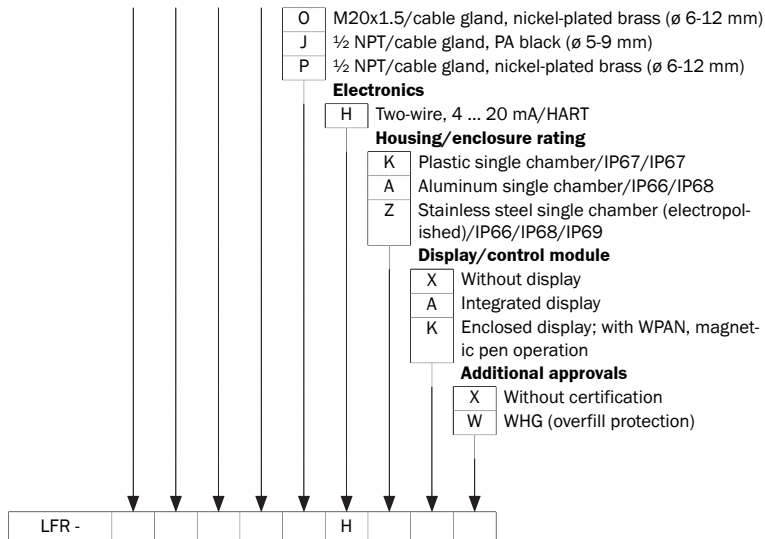 O M20x1.5/cable gland, nickel-plated brass (ø 6-12 mm)
J ½ NPT/cable gland, PA black (ø 5-9 mm)
P ½ NPT/cable gland, nickel-plated brass (ø 6-12 mm)
Electronics
H Two-wire, 4 ... 20 mA/HART
Housing/enclosure rating
K Plastic single chamber/IP67/IP67
A Aluminum single chamber/IP66/IP68
Z Stainless steel single chamber (electropol-
ished)/IP66/IP68/IP69
Display/control module
X Without display
A Integrated display
K Enclosed display; with WPAN, magnet-
ic pen operation
Additional approvals
X Without certification
W WHG (overfill protection)
LFR - H